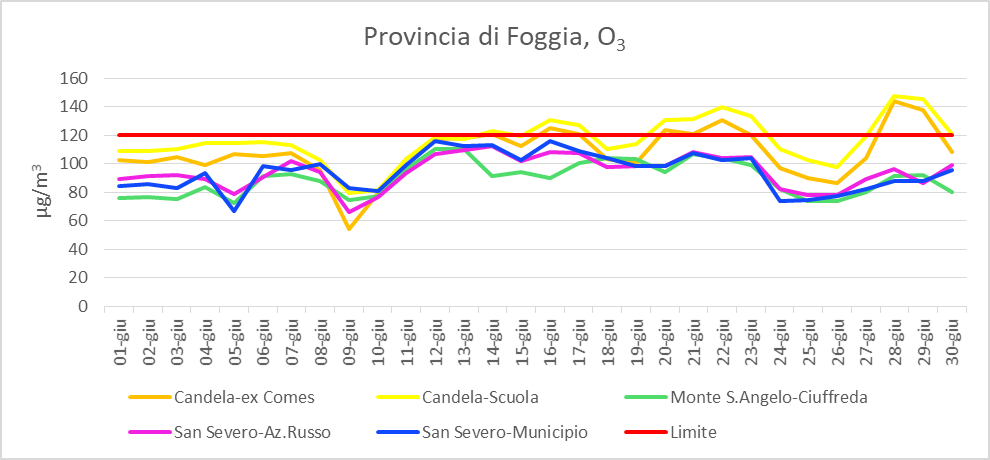 Provincia di Foggia, O3
µg/m3
160
140
120
100
80
60
40
20
0
01-giu
02-giu
03-giu
04-giu
05-giu
06-giu
07-giu
08-giu
09-giu
10-giu
11-giu
12-giu
13-giu
14-giu
15-giu
16-giu
17-giu
18-giu
19-giu
20-giu
21-giu
22-giu
23-giu
24-giu
25-giu
26-giu
27-giu
28-giu
29-giu
30-giu
Candela-ex Comes Candela-Scuola Monte S.Angelo-Ciuffreda
San Severo-Az.Russo San Severo-Municipio Limite